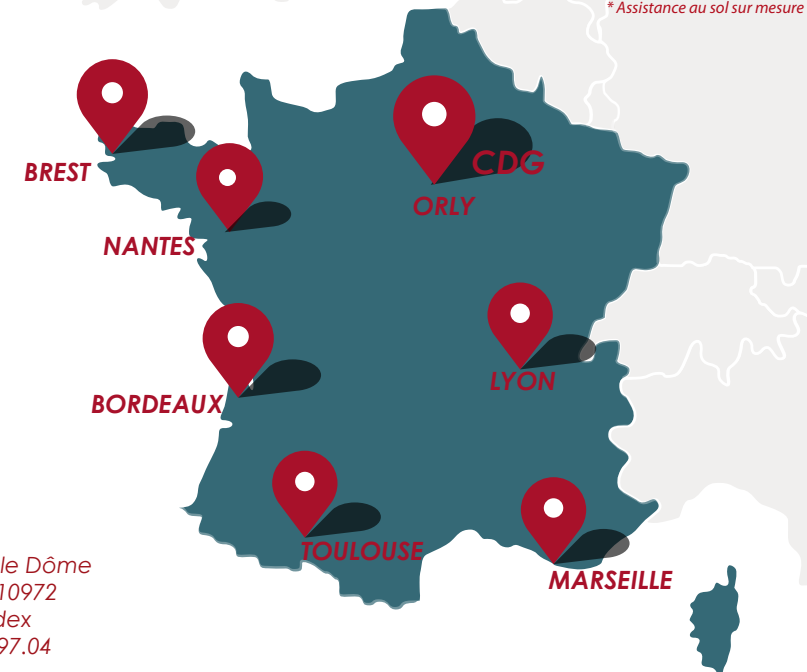 * Assistance au sol sur mesure
CDG
BREST
ORLY
NANTES
LYON
BORDEAUX
TOULOUSE
MARSEILLE
le Dôme
10972
dex
97.04